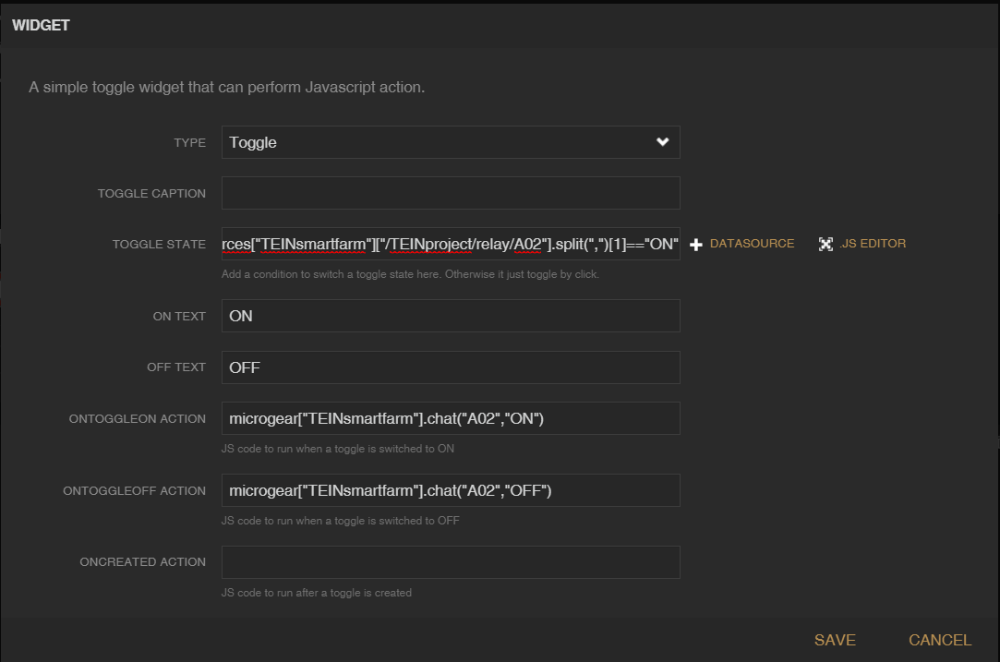 WIDGET
A simple toggle widget that can perform Javascript action.
TYPE Toggle
TOGGLE CAPTION
TOGGLE STATE rces["TEINsmartfarm"]["/TEINproject/relay/A02"].split(",")[1]=="ON" DATASOURCE .JS EDITOR
Add a condition to switch a toggle state here. Otherwise it just toggle by click.
ON TEXT ON
OFF TEXT OFF
ONTOGGLEON ACTION microgear["TEINsmartfarm"].chat("A02","ON")
JS code to run when a toggle is switched to ON
ONTOGGLEOFF ACTION microgear["TEINsmartfarm"].chat("A02","OFF")
JS code to run when a toggle is switched to OFF
ONCREATED ACTION
JS code to run after a toggle is created
SAVE CANCEL